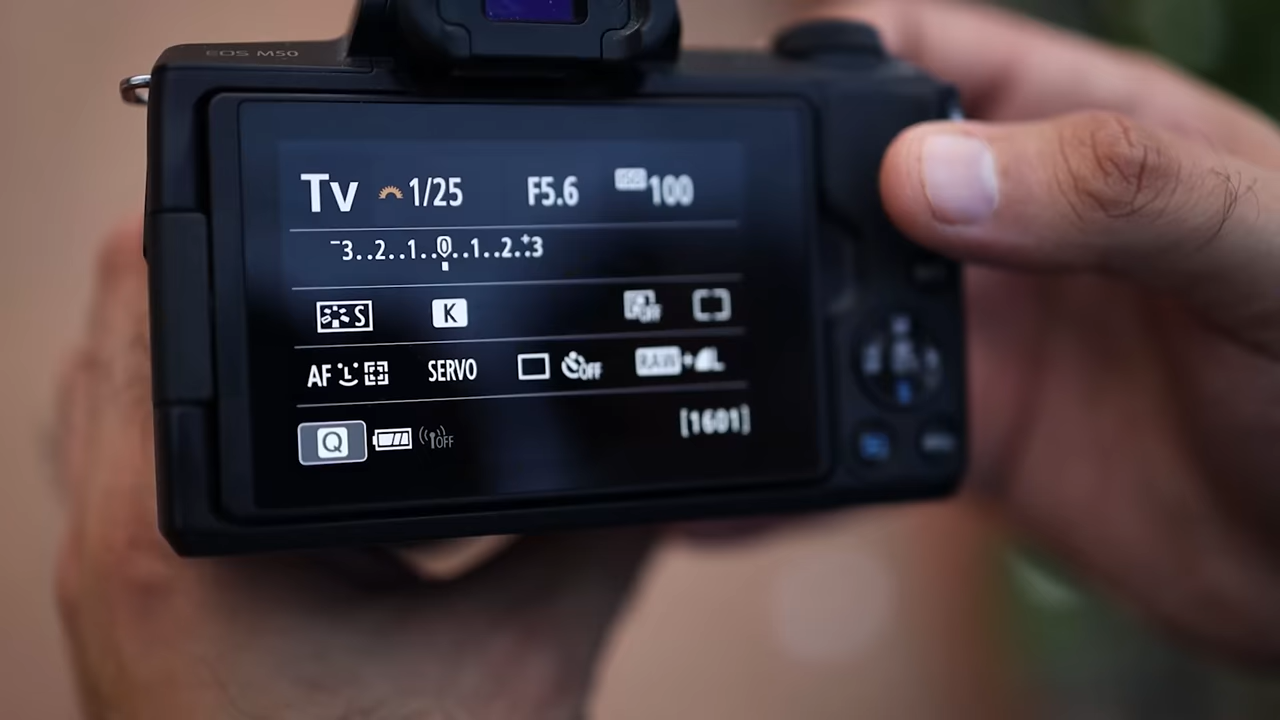 EOS M50
Tv 1/25 F5.6 ISO 100
-3..2..1..0..1..2..+3
S K OFF
AF SERVO OFF RAW+L
Q OFF [1601]